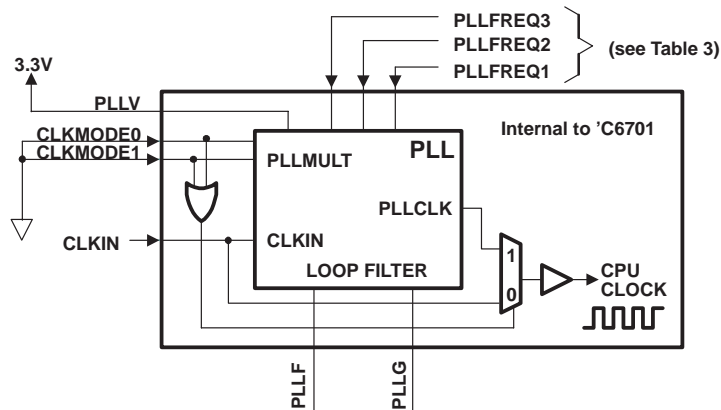 PLLFREQ3
PLLFREQ2
PLLFREQ1
(see Table 3)
3.3V
PLLV
CLKMODE0
CLKMODE1
Internal to ’C6701
PLL
PLLMULT
PLLCLK
CLKIN
CLKIN
LOOP FILTER
1
0
CPU
CLOCK
PLLF
PLLG